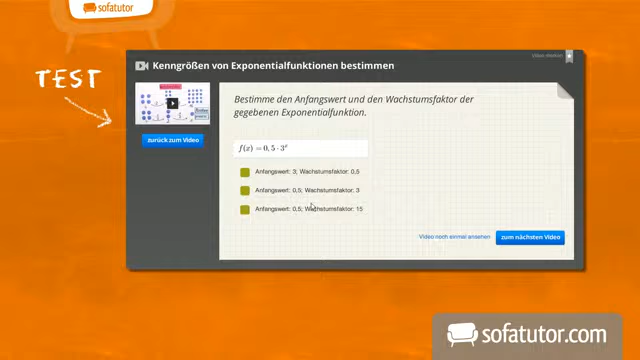 sofatutor
TEST
Kenngrößen von Exponentialfunktionen bestimmen
zurück zum Video
Bestimme den Anfangswert und den Wachstumsfaktor der
gegebenen Exponentialfunktion.
f(x) = 0,5 · 3ˣ
Anfangswert: 3; Wachstumsfaktor: 0,5
Anfangswert: 0,5; Wachstumsfaktor: 3
Anfangswert: 0,5; Wachstumsfaktor: 15
Video noch einmal ansehen
zum nächsten Video
sofatutor.com